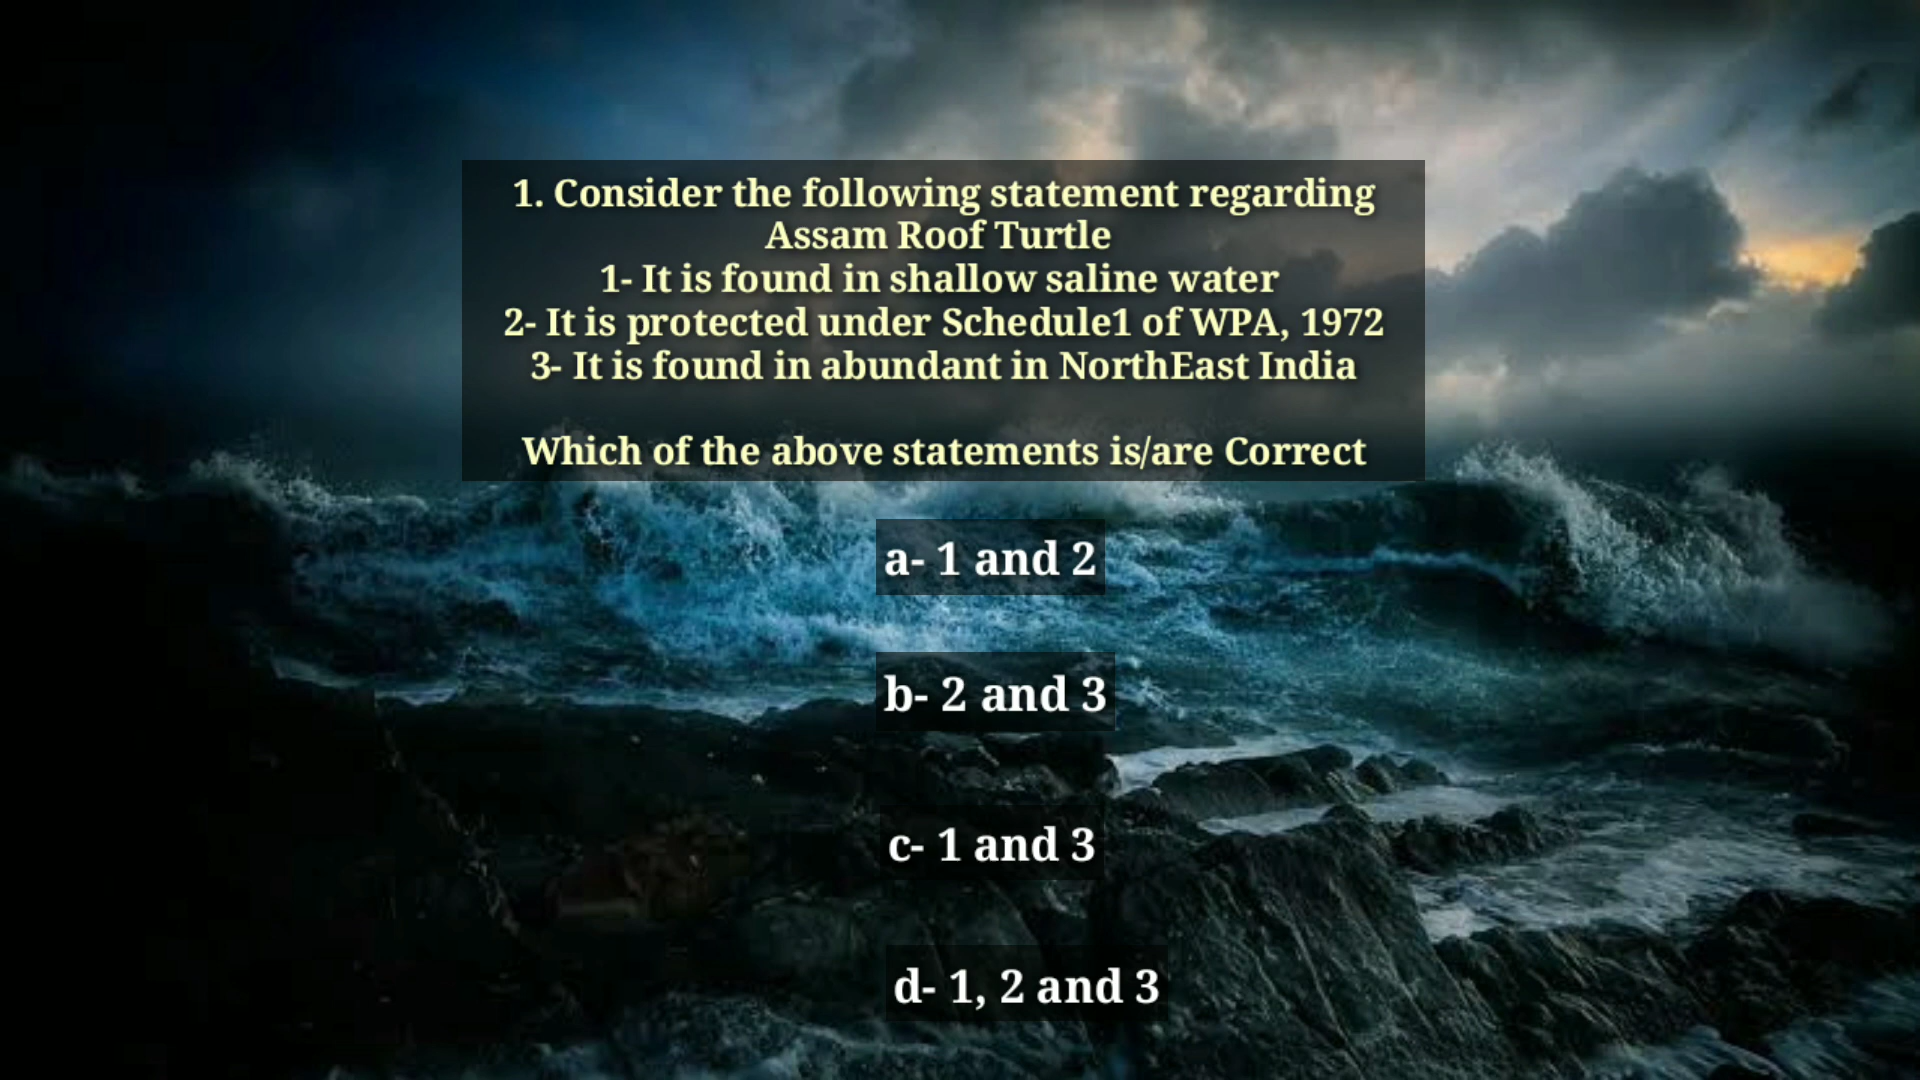 1. Consider the following statement regarding
Assam Roof Turtle
1- It is found in shallow saline water
2- It is protected under Schedule1 of WPA, 1972
3- It is found in abundant in NorthEast India
Which of the above statements is/are Correct
a- 1 and 2
b- 2 and 3
c- 1 and 3
d- 1, 2 and 3